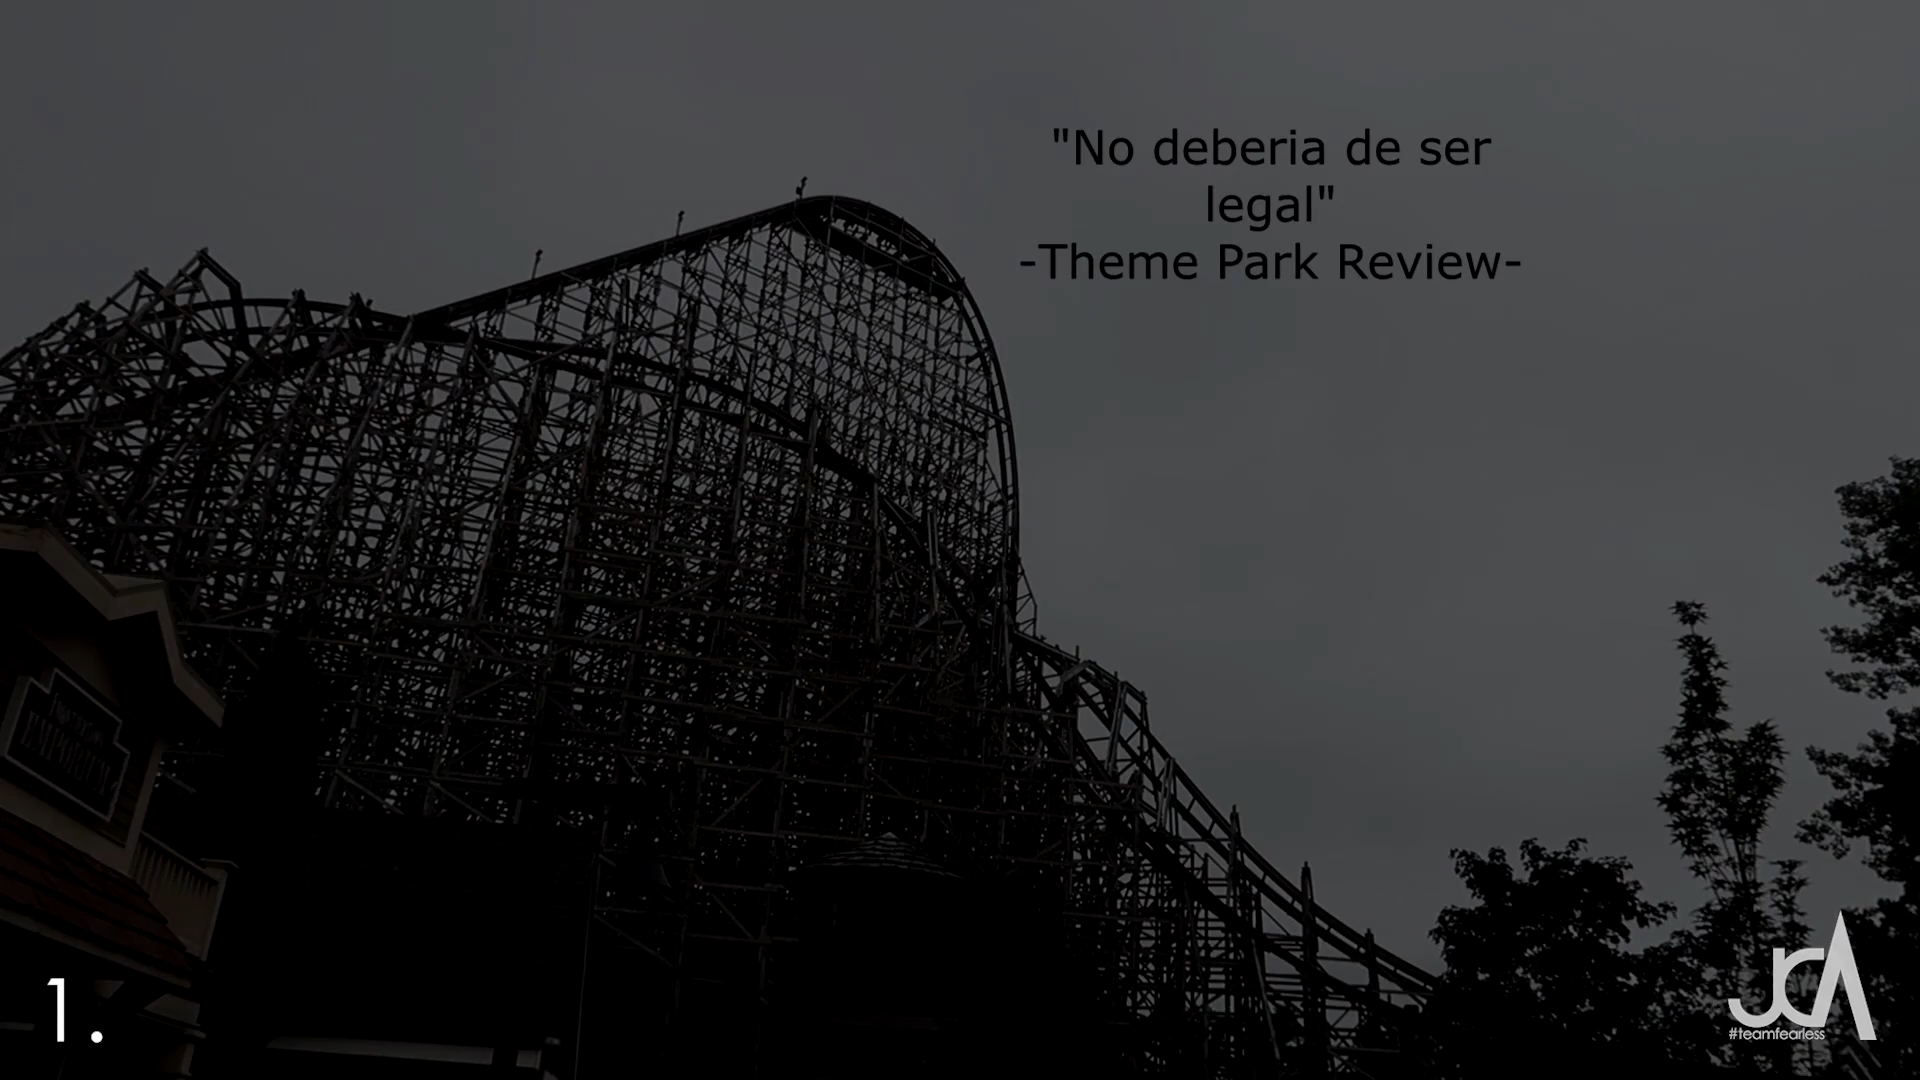 "No deberia de ser
legal"
-Theme Park Review-
1.
JCA
#teamfearless